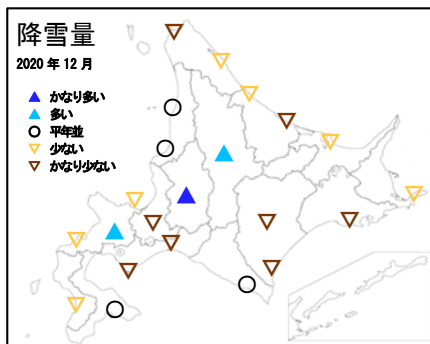 降雪量
2020 年 12 月
かなり多い
多い
平年並
少ない
かなり少ない